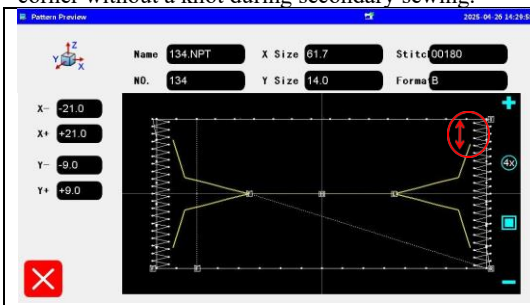 corner without a knot during secondary sewing.
Pattern Preview 2025-04-26 14:29:5
Z
Y X
Name 134.NPT X Size 61.7 Stitc 00180
NO. 134 Y Size 14.0 Forma B
X- -21.0
X+ +21.0
Y- -9.0
Y+ +9.0
4x